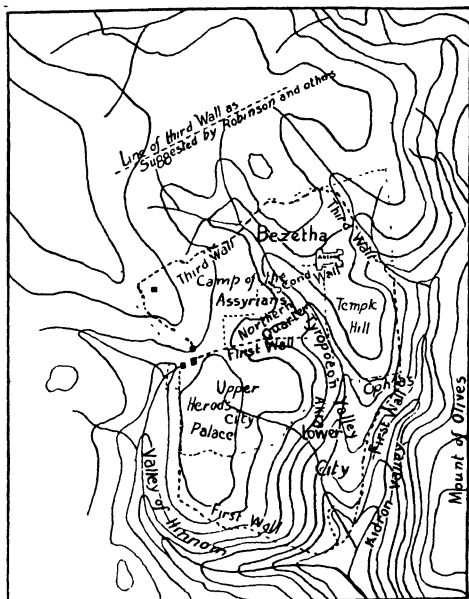 Line of third Wall as
Suggested by Robinson and others
Third Wall
Bezetha
Third Wall
Camp of the
Assyrians
Second Wall
Temple
Hill
Northern
Quarter
First Wall
Tyropoeon
Valley
Upper
City
Herod's
Palace
Akra
Lower
City
Ophlas
First Wall
First Wall
Valley of Hinnom
Kidron Valley
Mount of Olives